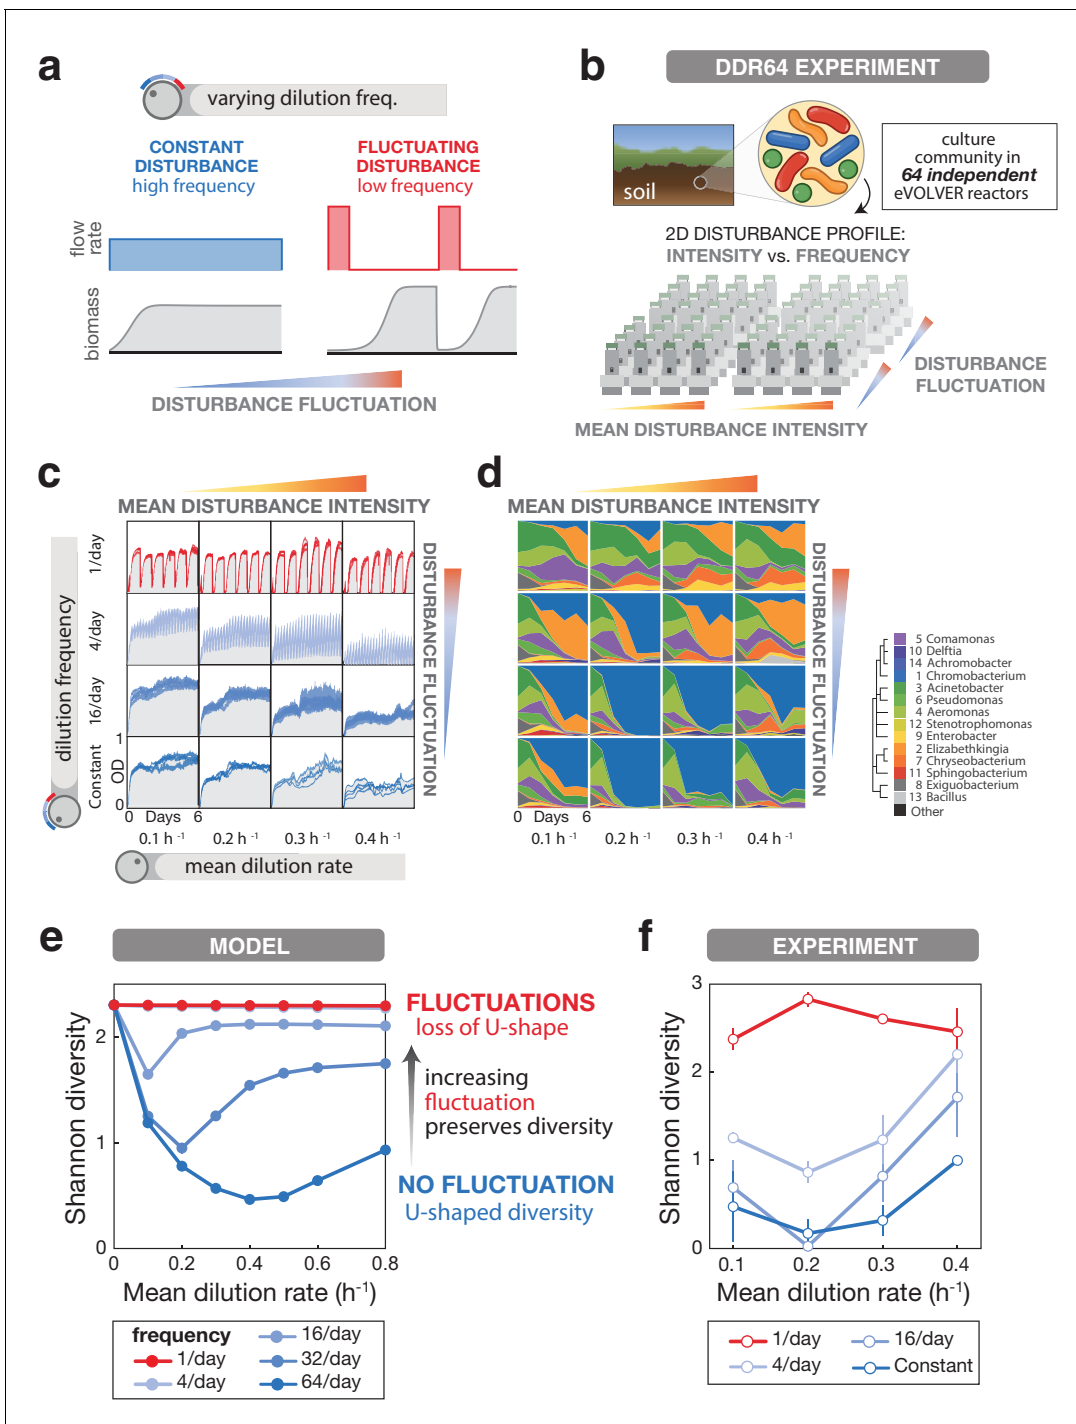 a
varying dilution freq.
CONSTANT
DISTURBANCE
high frequency
FLUCTUATING
DISTURBANCE
low frequency
flow
rate
biomass
DISTURBANCE FLUCTUATION
b
DDR64 EXPERIMENT
soil
culture
community in
64 independent
eVOLVER reactors
2D DISTURBANCE PROFILE:
INTENSITY vs. FREQUENCY
DISTURBANCE
FLUCTUATION
MEAN DISTURBANCE INTENSITY
c
MEAN DISTURBANCE INTENSITY
dilution frequency
1/day
4/day
16/day
Constant
1
OD
0
0 Days 6
0.1 h -1
0.2 h -1
0.3 h -1
0.4 h -1
mean dilution rate
DISTURBANCE FLUCTUATION
d
MEAN DISTURBANCE INTENSITY
DISTURBANCE FLUCTUATION
0 Days 6
0.1 h -1
0.2 h -1
0.3 h -1
0.4 h -1
5 Comamonas
10 Delftia
14 Achromobacter
1 Chromobacterium
3 Acinetobacter
6 Pseudomonas
4 Aeromonas
12 Stenotrophomonas
9 Enterobacter
2 Elizabethkingia
7 Chryseobacterium
11 Sphingobacterium
8 Exiguobacterium
13 Bacillus
Other
e
MODEL
Shannon diversity
2
1
0
0 0.2 0.4 0.6 0.8
Mean dilution rate (h-1)
FLUCTUATIONS
loss of U-shape
increasing
fluctuation
preserves diversity
NO FLUCTUATION
U-shaped diversity
frequency
1/day
4/day
16/day
32/day
64/day
f
EXPERIMENT
Shannon diversity
3
2
1
0
0.1 0.2 0.3 0.4
Mean dilution rate (h-1)
1/day
4/day
16/day
Constant